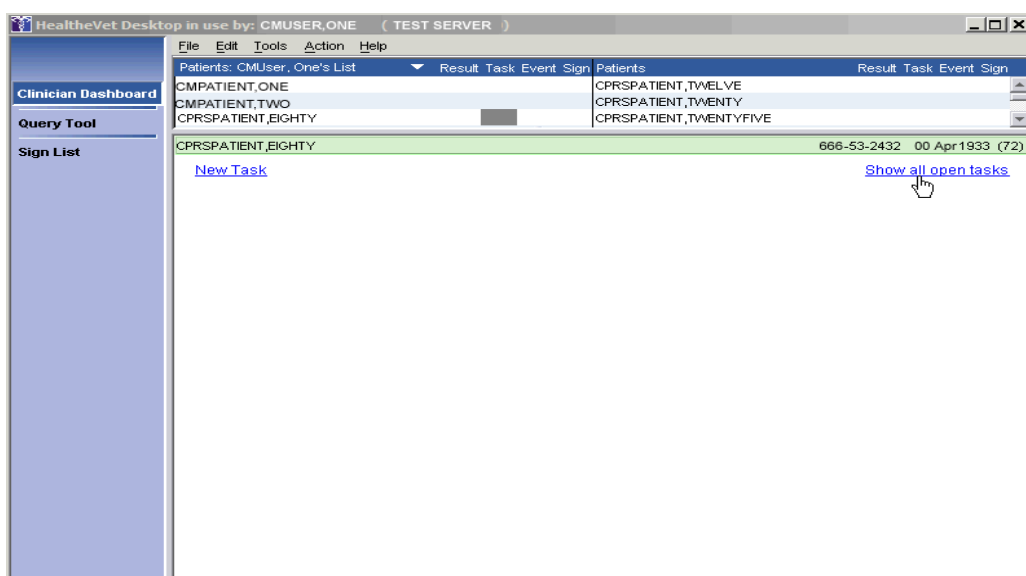 HealtheVet Desktop in use by: CMUSER,ONE ( TEST SERVER )
File Edit Tools Action Help
Patients: CMUser, One's List Result Task Event Sign Patients Result Task Event Sign
CMPATIENT,ONE CPRSPATIENT,TWELVE
CMPATIENT,TWO CPRSPATIENT,TWENTY
CPRSPATIENT,EIGHTY CPRSPATIENT,TWENTYFIVE
Clinician Dashboard
Query Tool
Sign List
CPRSPATIENT,EIGHTY 666-53-2432 00 Apr1933 (72)
New Task Show all open tasks